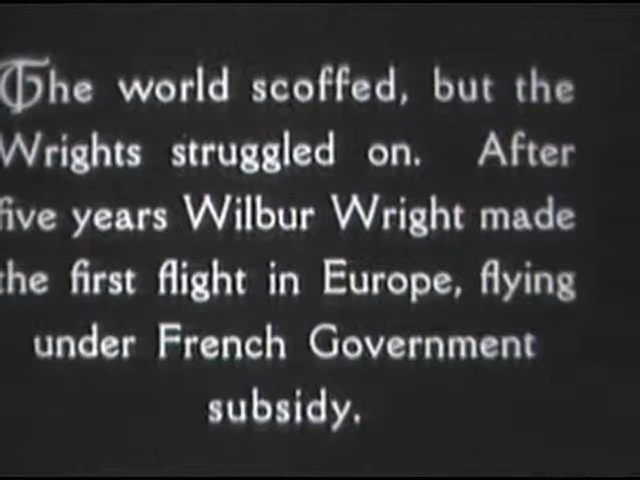 The world scoffed, but the
Wrights struggled on. After
five years Wilbur Wright made
the first flight in Europe, flying
under French Government
subsidy.